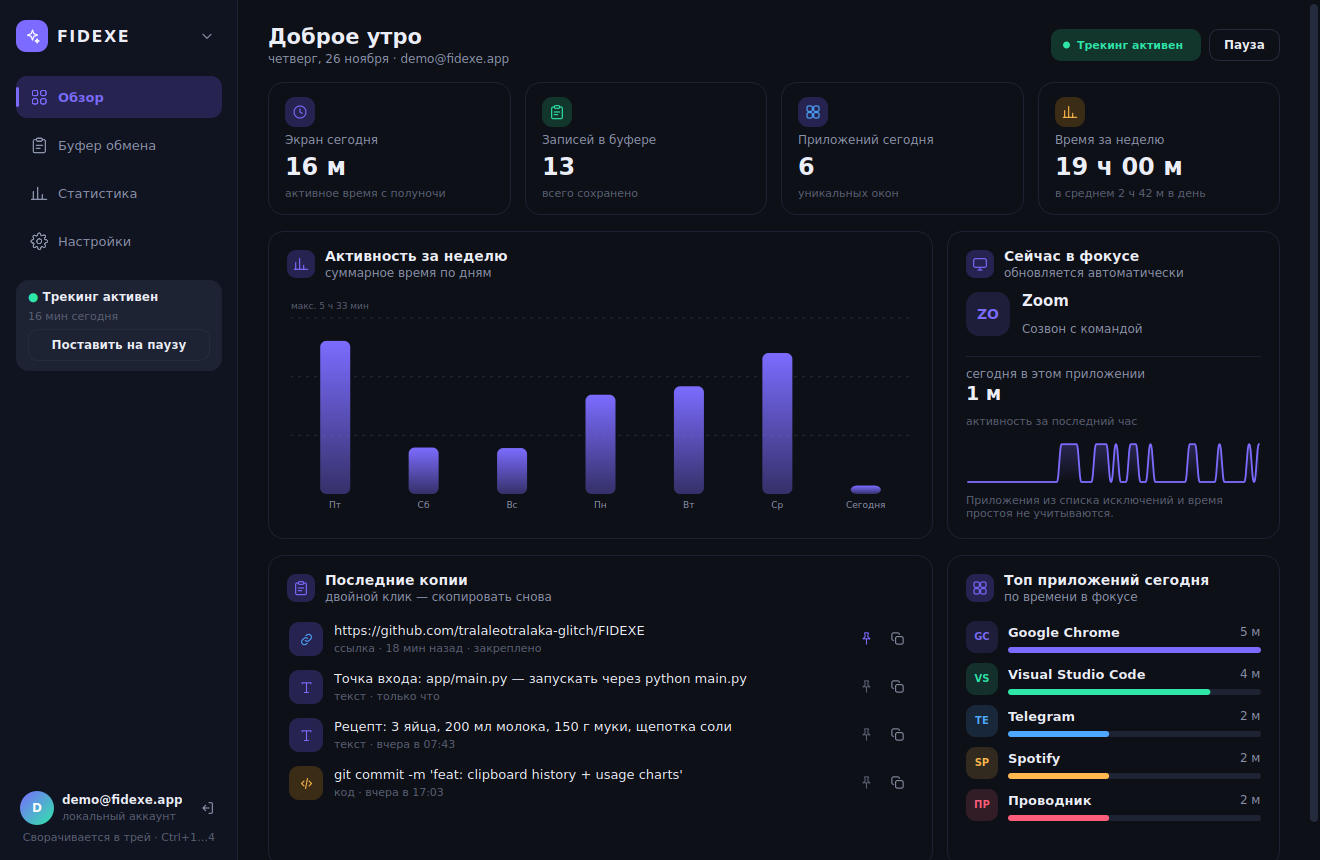 FIDEXE
Обзор
Буфер обмена
Статистика
Настройки
Трекинг активен
16 мин сегодня
Поставить на паузу
D
demo@fidexe.app
локальный аккаунт
Сворачивается в трей · Ctrl+1…4
Доброе утро
четверг, 26 ноября · demo@fidexe.app
Трекинг активен
Пауза
Экран сегодня
16 м
активное время с полуночи
Записей в буфере
13
всего сохранено
Приложений сегодня
6
уникальных окон
Время за неделю
19 ч 00 м
в среднем 2 ч 42 м в день
Активность за неделю
суммарное время по дням
макс. 5 ч 33 мин
Пт
Сб
Вс
Пн
Вт
Ср
Сегодня
Сейчас в фокусе
обновляется автоматически
ZO
Zoom
Созвон с командой
сегодня в этом приложении
1 м
активность за последний час
Приложения из списка исключений и время
простоя не учитываются.
Последние копии
двойной клик — скопировать снова
https://github.com/tralaleotralaka-glitch/FIDEXE
ссылка · 18 мин назад · закреплено
Точка входа: app/main.py — запускать через python main.py
текст · только что
Рецепт: 3 яйца, 200 мл молока, 150 г муки, щепотка соли
текст · вчера в 07:43
git commit -m 'feat: clipboard history + usage charts'
код · вчера в 17:03
Топ приложений сегодня
по времени в фокусе
GC
Google Chrome
5 м
VS
Visual Studio Code
4 м
TE
Telegram
2 м
SP
Spotify
2 м
ПР
Проводник
2 м